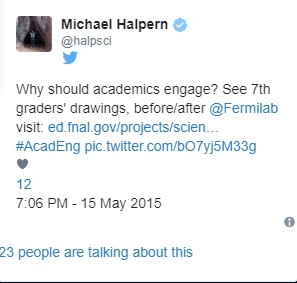 Michael Halpern
@halpsci
Why should academics engage? See 7th
graders' drawings, before/after @Fermilab
visit: ed.fnal.gov/projects/scien…
#AcadEng pic.twitter.com/bO7yj5M33g
12
7:06 PM - 15 May 2015
23 people are talking about this